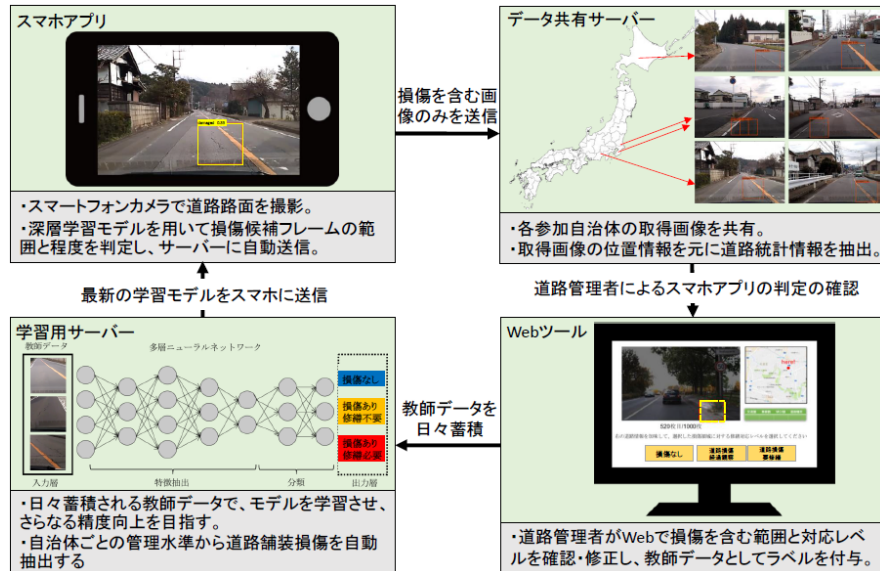 スマホアプリ
・スマートフォンカメラで道路路面を撮影。
・深層学習モデルを用いて損傷候補フレームの範
囲と程度を判定し、サーバーに自動送信。
損傷を含む画
像のみを送信
データ共有サーバー
・各参加自治体の取得画像を共有。
・取得画像の位置情報を元に道路統計情報を抽出。
最新の学習モデルをスマホに送信
道路管理者によるスマホアプリの判定の確認
学習用サーバー
教師データ
多層ニューラルネットワーク
損傷なし
損傷あり
修繕不要
損傷あり
修繕必要
入力層
特徴抽出
分類
出力層
・日々蓄積される教師データで、モデルを学習させ、
さらなる精度向上を目指す。
・自治体ごとの管理水準から道路舗装損傷を自動
抽出する
教師データを
日々蓄積
Webツール
損傷なし
道路損傷
経過観察
道路損傷
要修繕
・道路管理者がWebで損傷を含む範囲と対応レベ
ルを確認・修正し、教師データとしてラベルを付与。